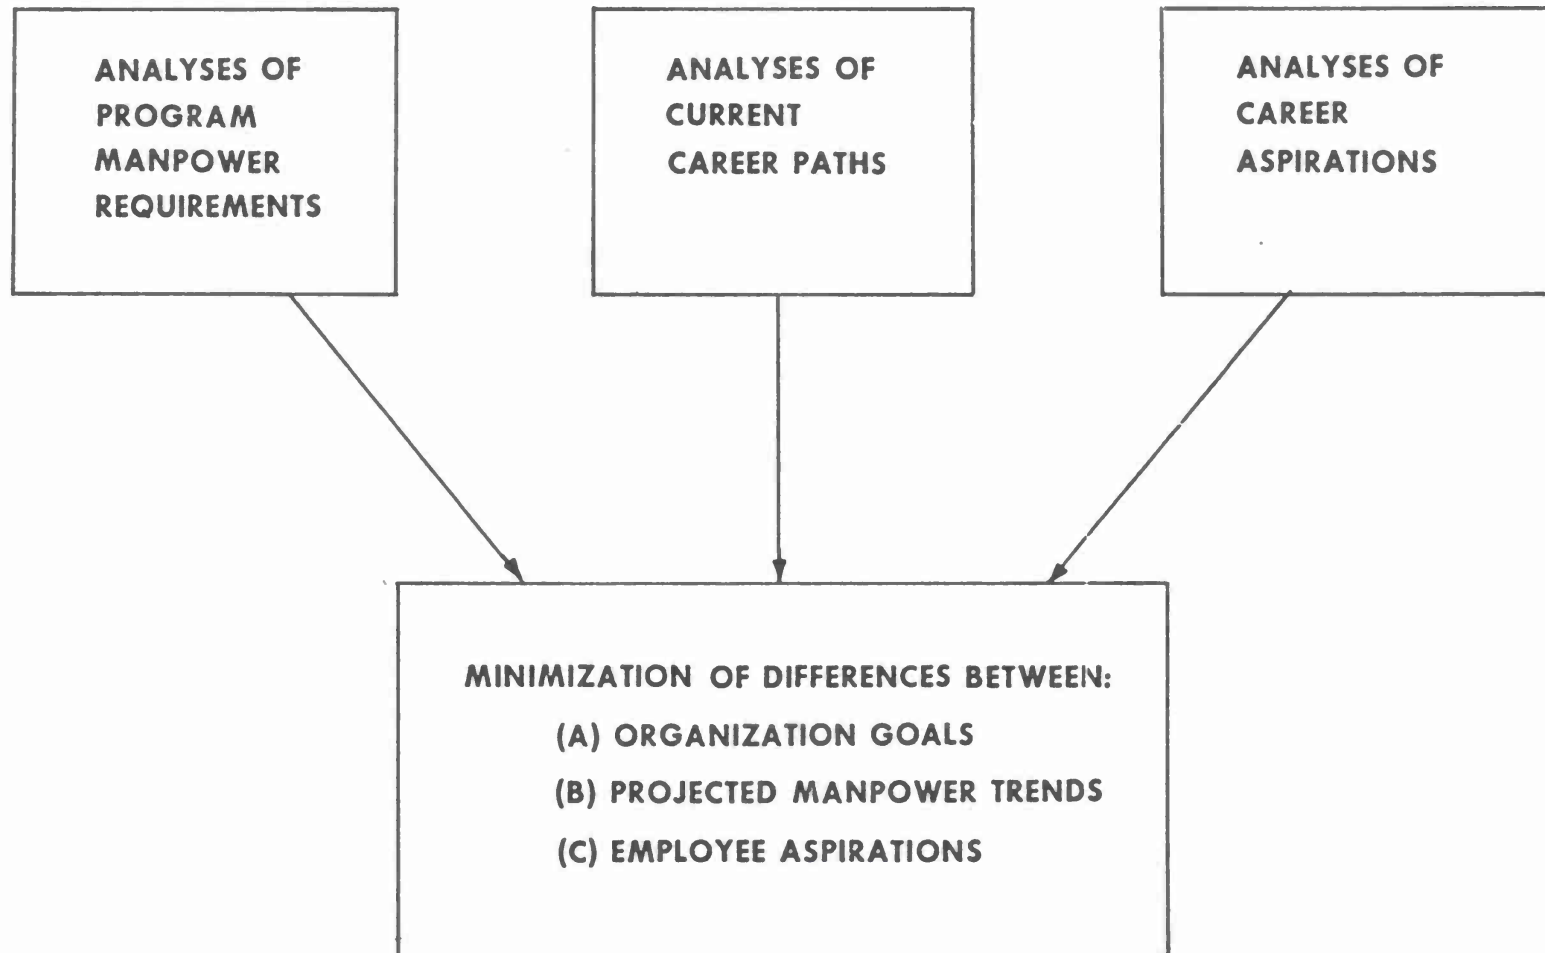 ANALYSES OF
PROGRAM
MANPOWER
REQUIREMENTS
ANALYSES OF
CURRENT
CAREER PATHS
ANALYSES OF
CAREER
ASPIRATIONS
MINIMIZATION OF DIFFERENCES BETWEEN:
(A) ORGANIZATION GOALS
(B) PROJECTED MANPOWER TRENDS
(C) EMPLOYEE ASPIRATIONS